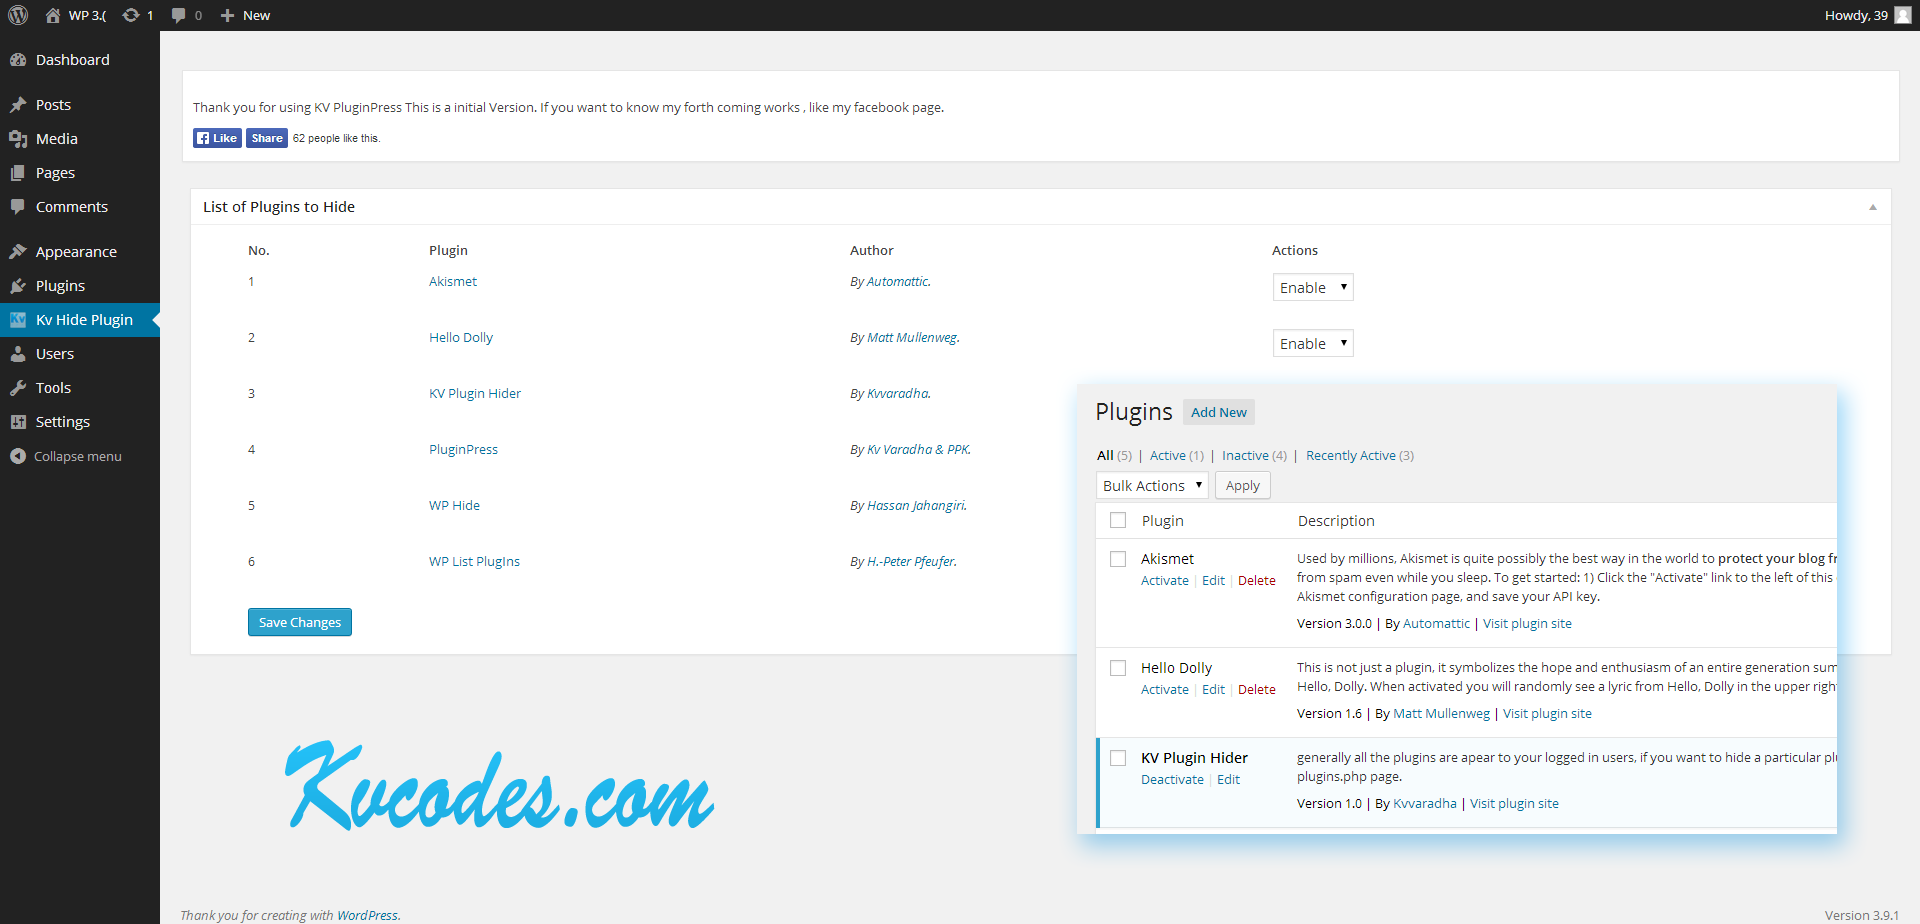 WP 3.( 1 0 New Howdy, 39
Dashboard
Posts
Media
Pages
Comments
Appearance
Plugins
Kv Hide Plugin
Users
Tools
Settings
Collapse menu
Thank you for using KV PluginPress This is a initial Version. If you want to know my forth coming works , like my facebook page.
Like Share 62 people like this.
List of Plugins to Hide
No. Plugin Author Actions
1 Akismet By Automattic. Enable
2 Hello Dolly By Matt Mullenweg. Enable
3 KV Plugin Hider By Kvvaradha.
4 PluginPress By Kv Varadha & PPK.
5 WP Hide By Hassan Jahangiri.
6 WP List PlugIns By H.-Peter Pfeufer.
Save Changes
Plugins Add New
All (5) | Active (1) | Inactive (4) | Recently Active (3)
Bulk Actions Apply
Plugin Description
Akismet
Activate | Edit | Delete
Used by millions, Akismet is quite possibly the best way in the world to protect your blog fr
from spam even while you sleep. To get started: 1) Click the "Activate" link to the left of this
Akismet configuration page, and save your API key.
Version 3.0.0 | By Automattic | Visit plugin site
Hello Dolly
Activate | Edit | Delete
This is not just a plugin, it symbolizes the hope and enthusiasm of an entire generation sum
Hello, Dolly. When activated you will randomly see a lyric from Hello, Dolly in the upper righ
Version 1.6 | By Matt Mullenweg | Visit plugin site
KV Plugin Hider
Deactivate | Edit
generally all the plugins are apear to your logged in users, if you want to hide a particular plu
plugins.php page.
Version 1.0 | By Kvvaradha | Visit plugin site
Kvcodes.com
Thank you for creating with WordPress.
Version 3.9.1